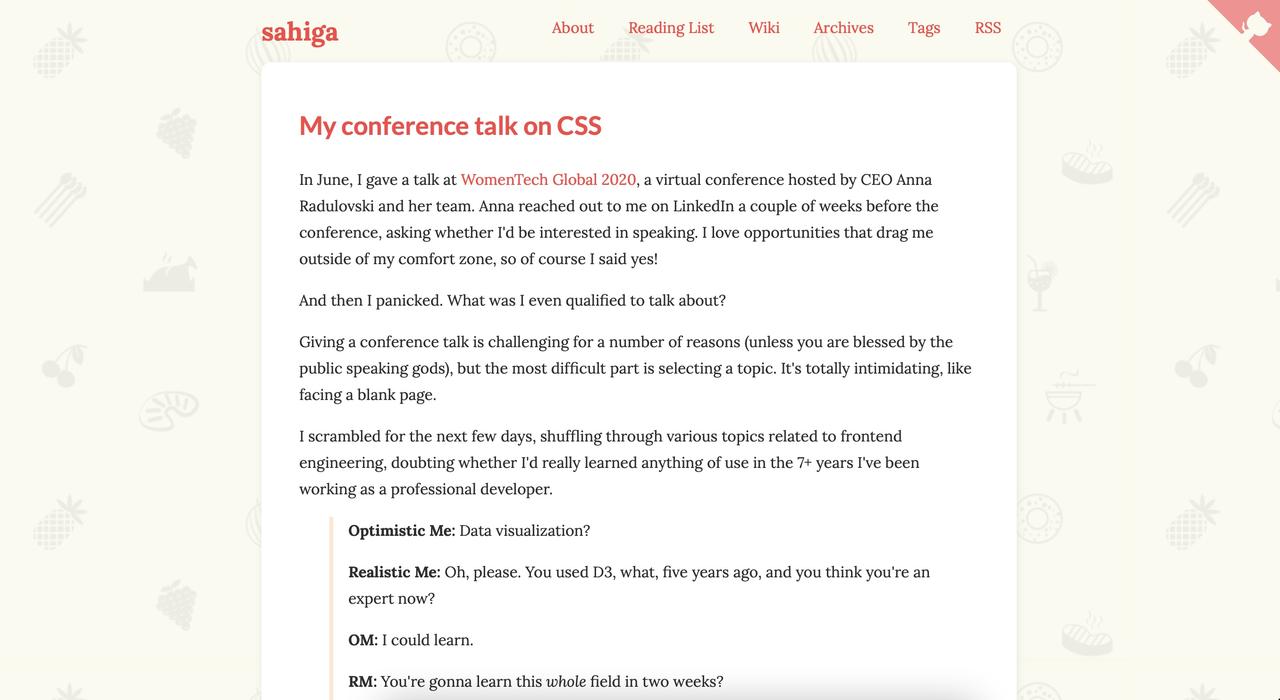 sahiga
About Reading List Wiki Archives Tags RSS
My conference talk on CSS
In June, I gave a talk at WomenTech Global 2020, a virtual conference hosted by CEO Anna
Radulovski and her team. Anna reached out to me on LinkedIn a couple of weeks before the
conference, asking whether I'd be interested in speaking. I love opportunities that drag me
outside of my comfort zone, so of course I said yes!
And then I panicked. What was I even qualified to talk about?
Giving a conference talk is challenging for a number of reasons (unless you are blessed by the
public speaking gods), but the most difficult part is selecting a topic. It's totally intimidating, like
facing a blank page.
I scrambled for the next few days, shuffling through various topics related to frontend
engineering, doubting whether I'd really learned anything of use in the 7+ years I've been
working as a professional developer.
Optimistic Me: Data visualization?
Realistic Me: Oh, please. You used D3, what, five years ago, and you think you're an
expert now?
OM: I could learn.
RM: You're gonna learn this whole field in two weeks?